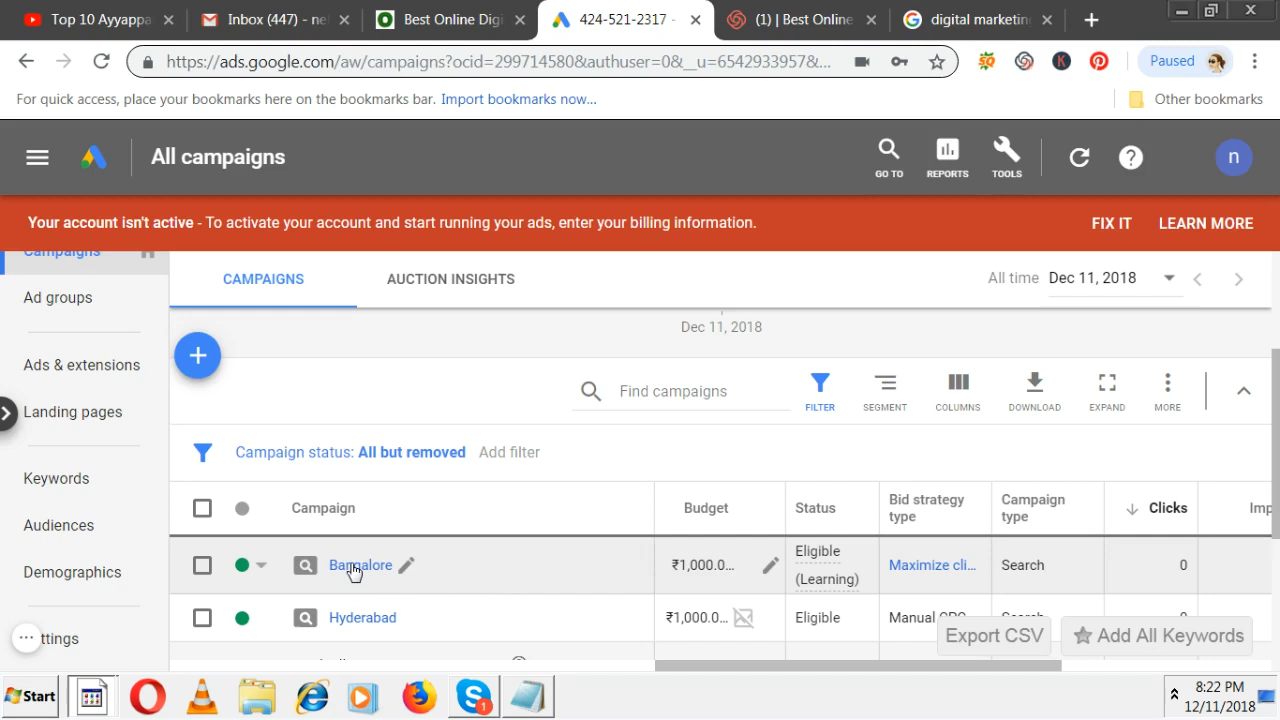 Top 10 Ayyappa
Inbox (447) - ne
Best Online Digi
424-521-2317 -
(1) | Best Online
digital marketin
https://ads.google.com/aw/campaigns?ocid=299714580&authuser=0&__u=6542933957&...
Paused
For quick access, place your bookmarks here on the bookmarks bar. Import bookmarks now...
Other bookmarks
All campaigns
GO TO
REPORTS
TOOLS
n
Your account isn't active - To activate your account and start running your ads, enter your billing information.
FIX IT
LEARN MORE
Campaigns
Ad groups
Ads & extensions
Landing pages
Keywords
Audiences
Demographics
ttings
CAMPAIGNS
AUCTION INSIGHTS
All time Dec 11, 2018
Dec 11, 2018
Find campaigns
FILTER
SEGMENT
COLUMNS
DOWNLOAD
EXPAND
MORE
Campaign status: All but removed Add filter
Campaign
Budget
Status
Bid strategy
type
Campaign
type
Clicks
Imp
Bangalore
₹1,000.0...
Eligible
(Learning)
Maximize cli...
Search
0
Hyderabad
₹1,000.0...
Eligible
Manual CPC
Search
0
Export CSV
Add All Keywords
Start
1
8:22 PM
12/11/2018